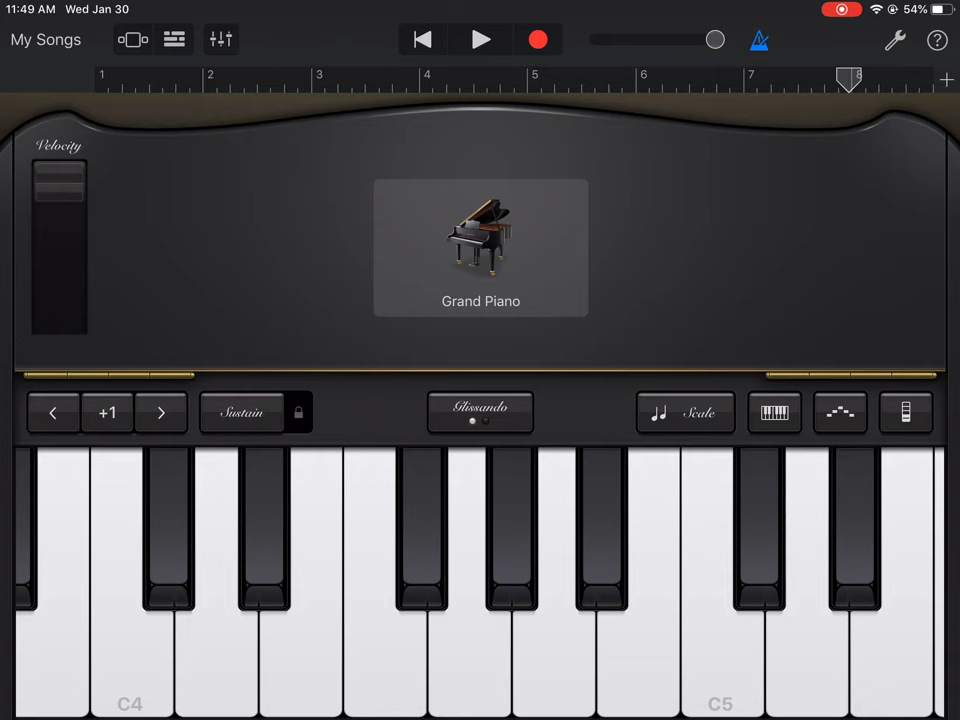 11:49 AM Wed Jan 30 54%
My Songs
1 2 3 4 5 6 7 8
Velocity
Grand Piano
+1 Sustain Glissando Scale
C4 C5